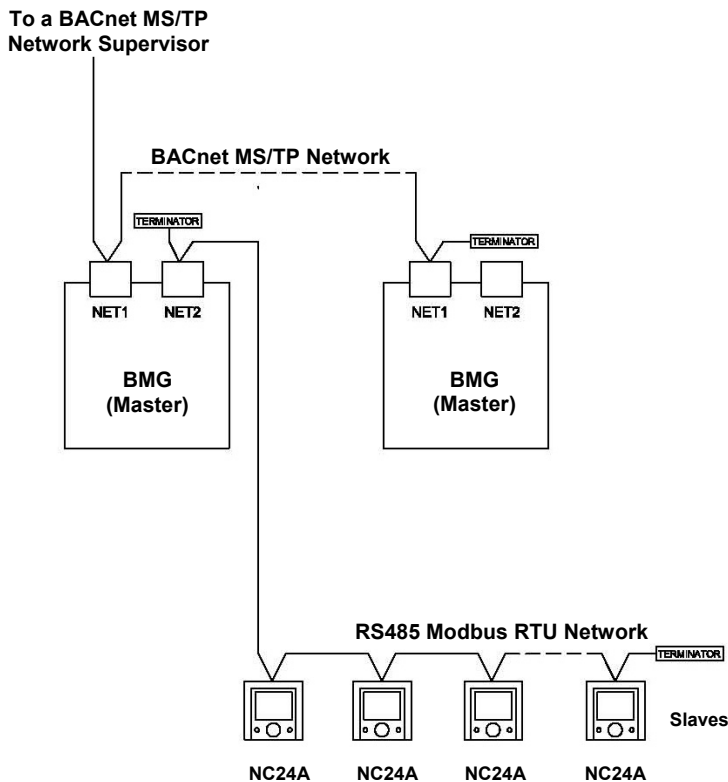 To a BACnet MS/TP
Network Supervisor
BACnet MS/TP Network
TERMINATOR
TERMINATOR
NET1
NET2
NET1
NET2
BMG
(Master)
BMG
(Master)
RS485 Modbus RTU Network
TERMINATOR
Slaves
NC24A
NC24A
NC24A
NC24A